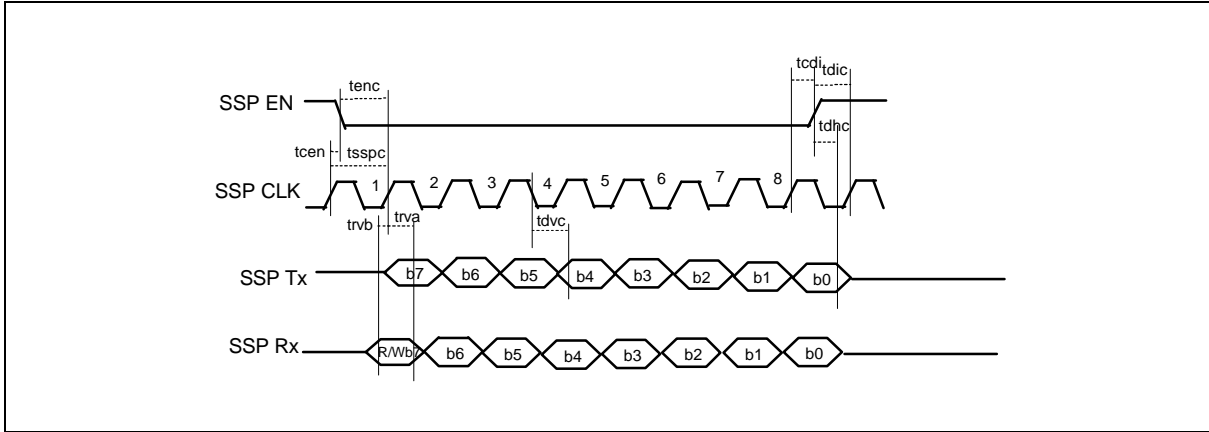 tcdi tdic
tenc
SSP EN
tdhc
tcen tsspc
SSP CLK 1 2 3 4 5 6 7 8
trvb trva tdvc
SSP Tx b7 b6 b5 b4 b3 b2 b1 b0
SSP Rx R/Wb7 b6 b5 b4 b3 b2 b1 b0